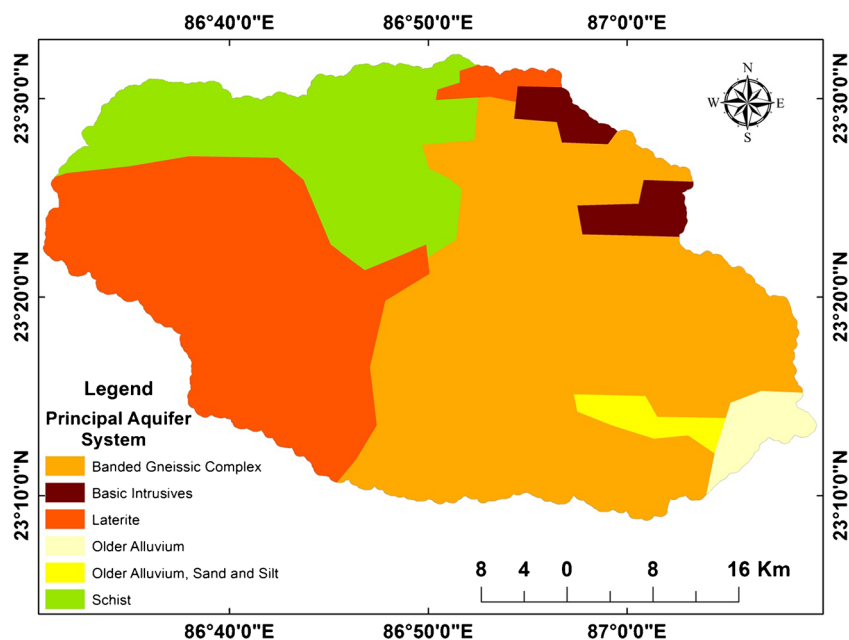 86°40'0"E 86°50'0"E 87°0'0"E
23°30'0"N
23°20'0"N
23°10'0"N
N
W E
S
23°30'0"N
23°20'0"N
23°10'0"N
Legend
Principal Aquifer
System
Banded Gneissic Complex
Basic Intrusives
Laterite
Older Alluvium
Older Alluvium, Sand and Silt
Schist
8 4 0 8 16 Km
86°40'0"E 86°50'0"E 87°0'0"E